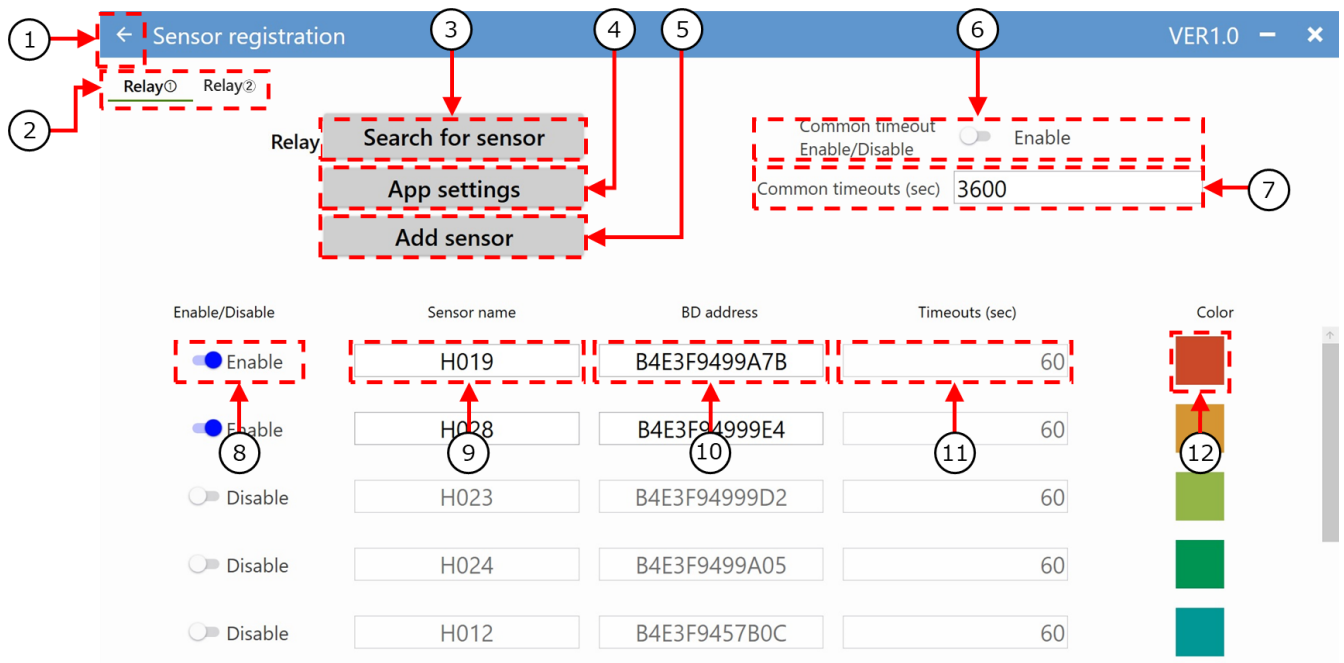 ① ← Sensor registration ③ ④ ⑤ ⑥ VER1.0
② Relay① Relay②
Relay Search for sensor
Common timeout
Enable/Disable
Enable
App settings
Common timeouts (sec) 3600 ⑦
Add sensor
Enable/Disable Sensor name BD address Timeouts (sec) Color
Enable H019 B4E3F9499A7B 60
Enable H028 B4E3F94999E4 60
⑧ ⑨ ⑩ ⑪ ⑫
Disable H023 B4E3F94999D2 60
Disable H024 B4E3F9499A05 60
Disable H012 B4E3F9457B0C 60